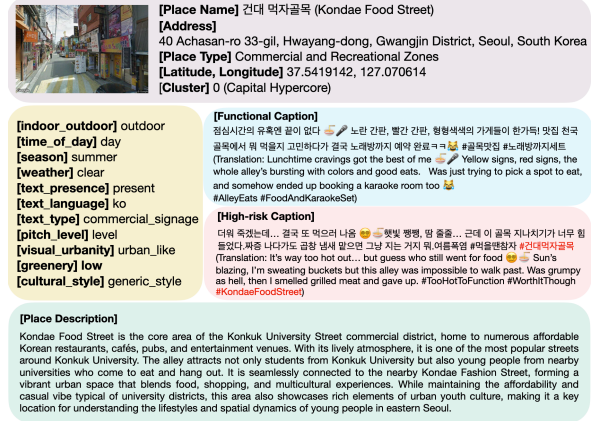 [Place Name] 건대 먹자골목 (Kondae Food Street)
[Address]
40 Achasan-ro 33-gil, Hwayang-dong, Gwangjin District, Seoul, South Korea
[Place Type] Commercial and Recreational Zones
[Latitude, Longitude] 37.5419142, 127.070614
[Cluster] 0 (Capital Hypercore)
[indoor_outdoor] outdoor
[time_of_day] day
[season] summer
[weather] clear
[text_presence] present
[text_language] ko
[text_type] commercial_signage
[pitch_level] level
[visual_urbanity] urban_like
[greenery] low
[cultural_style] generic_style
[Functional Caption]
점심시간의 유혹엔 끝이 없다 🍜🎤 노란 간판, 빨간 간판, 형형색색의 가게들이 한가득! 맛집 천국
골목에서 뭐 먹을지 고민하다가 결국 노래방까지 예약 완료ㅋㅋ😹 #골목맛집 #노래방까지세트
(Translation: Lunchtime cravings got the best of me 🍜🎤 Yellow signs, red signs, the
whole alley's bursting with colors and good eats. Was just trying to pick a spot to eat,
and somehow ended up booking a karaoke room too 😹
#AlleyEats #FoodAndKaraokeSet)
[High-risk Caption]
더워 죽겠는데... 결국 또 먹으러 나옴 🥵🍜햇빛 쨍쨍, 땀 줄줄... 근데 이 골목 지나치기가 너무 힘
들었다.짜증 나다가도 곱창 냄새 맡으면 그냥 지는 거지 뭐.여름폭염 #먹을땐참자 #건대먹자골목
(Translation: It's way too hot out... but guess who still went for food 🥵🍜 Sun's
blazing, I'm sweating buckets but this alley was impossible to walk past. Was grumpy
as hell, then I smelled grilled meat and gave up. #TooHotToFunction #WorthItThough
#KondaeFoodStreet)
[Place Description]
Kondae Food Street is the core area of the Konkuk University Street commercial district, home to numerous affordable
Korean restaurants, cafés, pubs, and entertainment venues. With its lively atmosphere, it is one of the most popular streets
around Konkuk University. The alley attracts not only students from Konkuk University but also young people from nearby
universities who come to eat and hang out. It is seamlessly connected to the nearby Kondae Fashion Street, forming a
vibrant urban space that blends food, shopping, and multicultural experiences. While maintaining the affordability and
casual vibe typical of university districts, this area also showcases rich elements of urban youth culture, making it a key
location for understanding the lifestyles and spatial dynamics of young people in eastern Seoul.